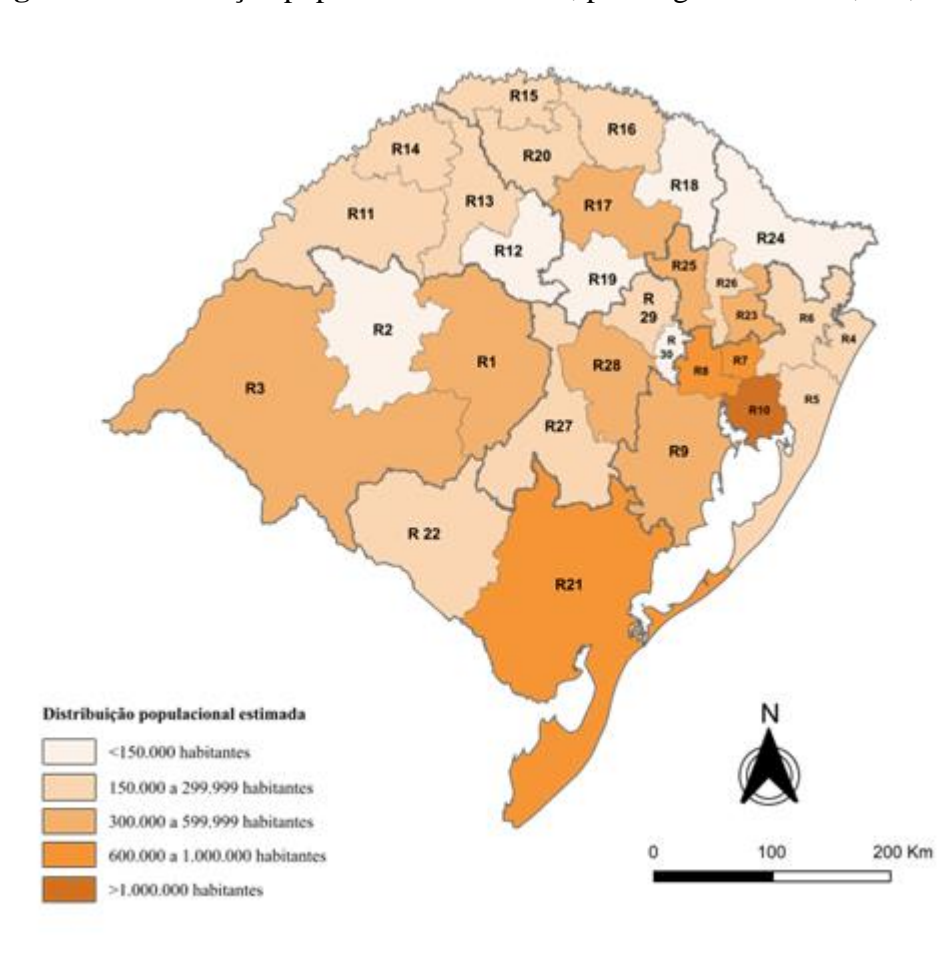 R15
R16
R14
R20
R18
R13
R17
R11
R24
R12
R25
R19
R26
R
29
R23
R6
R2
R
30
R4
R1
R28
R7
R8
R3
R5
R10
R27
R9
R 22
R21
Distribuição populacional estimada
<150.000 habitantes
150.000 a 299.999 habitantes
300.000 a 599.999 habitantes
600.000 a 1.000.000 habitantes
>1.000.000 habitantes
N
0 100 200 Km